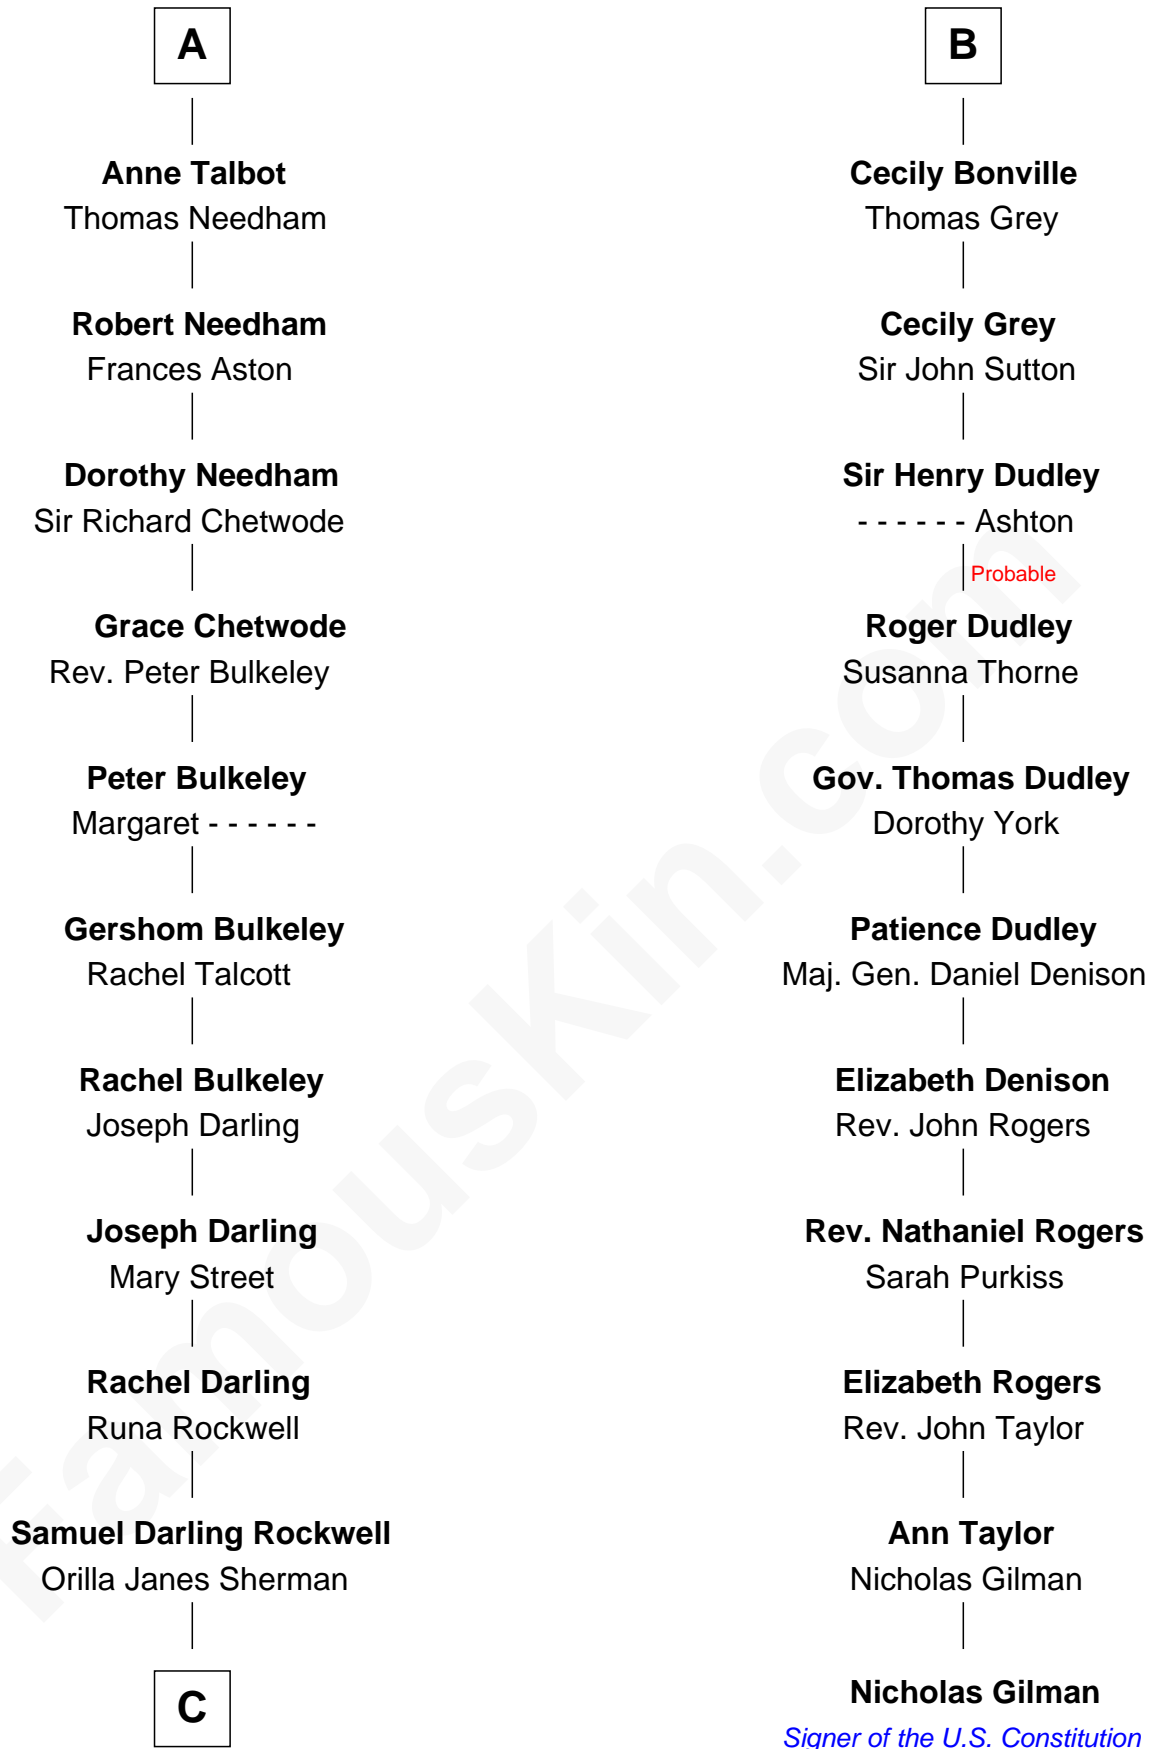 A
Anne Talbot
Thomas Needham
Robert Needham
Frances Aston
Dorothy Needham
Sir Richard Chetwode
Grace Chetwode
Rev. Peter Bulkeley
Peter Bulkeley
Margaret - - - - - -
Gershom Bulkeley
Rachel Talcott
Rachel Bulkeley
Joseph Darling
Joseph Darling
Mary Street
Rachel Darling
Runa Rockwell
Samuel Darling Rockwell
Orilla Janes Sherman
C
B
Cecily Bonville
Thomas Grey
Cecily Grey
Sir John Sutton
Sir Henry Dudley
- - - - - - Ashton
Probable
Roger Dudley
Susanna Thorne
Gov. Thomas Dudley
Dorothy York
Patience Dudley
Maj. Gen. Daniel Denison
Elizabeth Denison
Rev. John Rogers
Rev. Nathaniel Rogers
Sarah Purkiss
Elizabeth Rogers
Rev. John Taylor
Ann Taylor
Nicholas Gilman
Nicholas Gilman
Signer of the U.S. Constitution
FamousKin.com